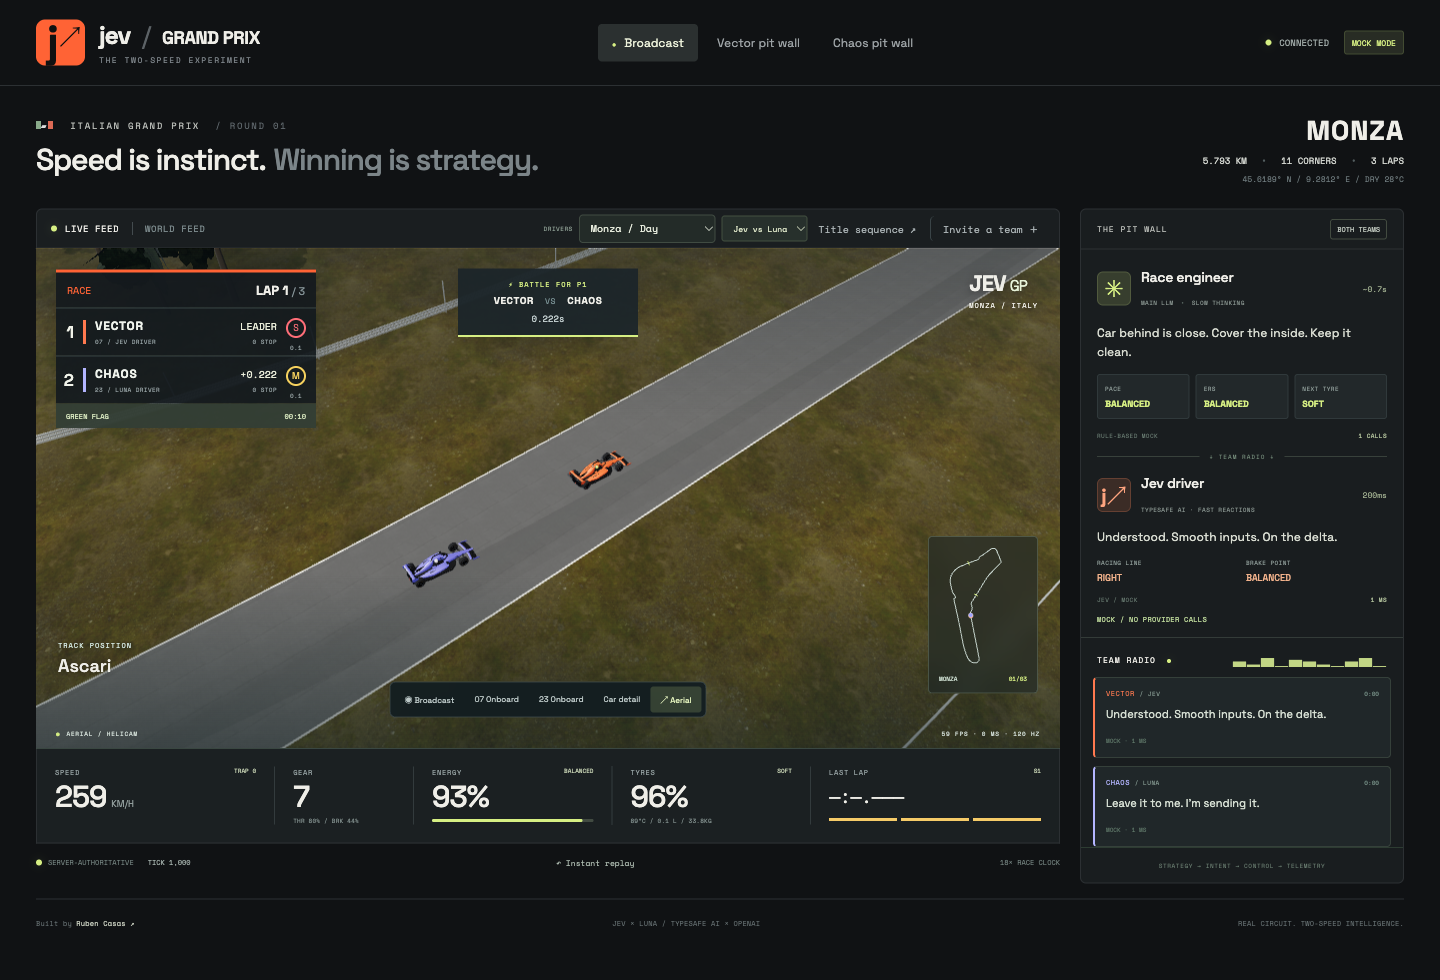 jev / GRAND PRIX
THE TWO-SPEED EXPERIMENT
Broadcast
Vector pit wall
Chaos pit wall
CONNECTED
MOCK MODE
ITALIAN GRAND PRIX / ROUND 01
Speed is instinct. Winning is strategy.
MONZA
5.793 KM · 11 CORNERS · 3 LAPS
45.6189° N / 9.2812° E / DRY 28°C
LIVE FEED
WORLD FEED
DRIVERS
Monza / Day
Jev vs Luna
Title sequence ↗
Invite a team +
RACE
LAP 1 / 3
1 VECTOR LEADER S
07 / JEV DRIVER 0 STOP 0.1
2 CHAOS +0.222 M
23 / LUNA DRIVER 0 STOP 0.1
GREEN FLAG 00:10
⚡ BATTLE FOR P1
VECTOR VS CHAOS
0.222s
JEV GP
MONZA / ITALY
TRACK POSITION
Ascari
MONZA 01/03
Broadcast
07 Onboard
23 Onboard
Car detail
↗ Aerial
AERIAL / HELICAM
59 FPS · 0 MS · 120 HZ
SPEED TRAP 0
259 KM/H
GEAR
7
THR 60% / BRK 44%
ENERGY BALANCED
93%
TYRES SOFT
96%
89°C / 0.1 L / 33.8KG
LAST LAP S1
—:—.———
SERVER-AUTHORITATIVE TICK 1,000
↶ Instant replay
18× RACE CLOCK
THE PIT WALL
BOTH TEAMS
Race engineer
MAIN LLM · SLOW THINKING
~0.7s
Car behind is close. Cover the inside. Keep it
clean.
PACE
BALANCED
ERS
BALANCED
NEXT TYRE
SOFT
RULE-BASED MOCK 1 CALLS
↓ TEAM RADIO ↓
Jev driver
TYPESAFE AI · FAST REACTIONS
200ms
Understood. Smooth inputs. On the delta.
RACING LINE
RIGHT
BRAKE POINT
BALANCED
JEV / MOCK 1 MS
MOCK / NO PROVIDER CALLS
TEAM RADIO
VECTOR / JEV 0:00
Understood. Smooth inputs. On the delta.
MOCK · 1 MS
CHAOS / LUNA 0:00
Leave it to me. I'm sending it.
MOCK · 1 MS
STRATEGY → INTENT → CONTROL → TELEMETRY
Built by Ruben Casas ↗
JEV × LUNA / TYPESAFE AI × OPENAI
REAL CIRCUIT. TWO-SPEED INTELLIGENCE.